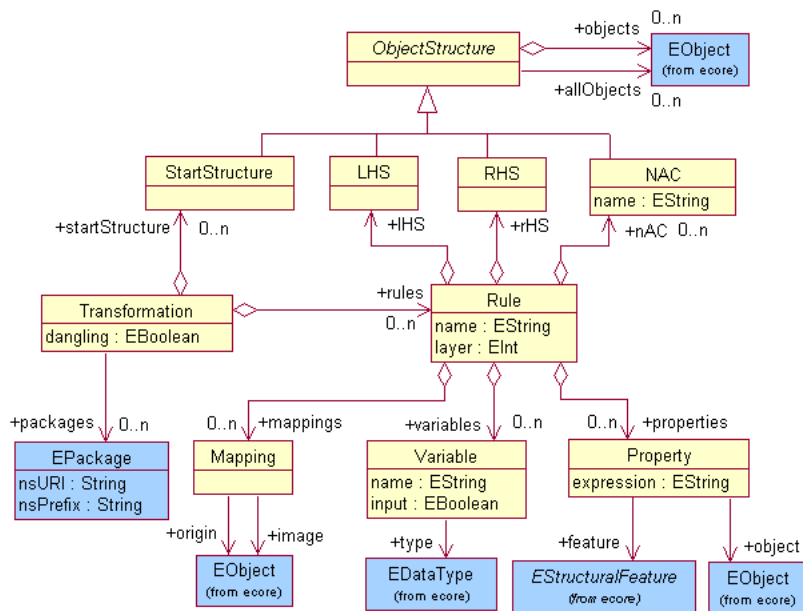 0..n
+objects
ObjectStructure
EObject
(from ecore)
+allObjects
0..n
StartStructure
LHS
RHS
NAC
name : EString
+startStructure
0..n
+lHS
+rHS
+nAC
0..n
Transformation
dangling : EBoolean
+rules
0..n
Rule
name : EString
layer : EInt
+packages
0..n
0..n
+mappings
+variables
0..n
0..n
+properties
EPackage
nsURI : String
nsPrefix : String
Mapping
Variable
name : EString
input : EBoolean
Property
expression : EString
+origin
+image
+type
+feature
+object
EObject
(from ecore)
EDataType
(from ecore)
EStructuralFeature
(from ecore)
EObject
(from ecore)